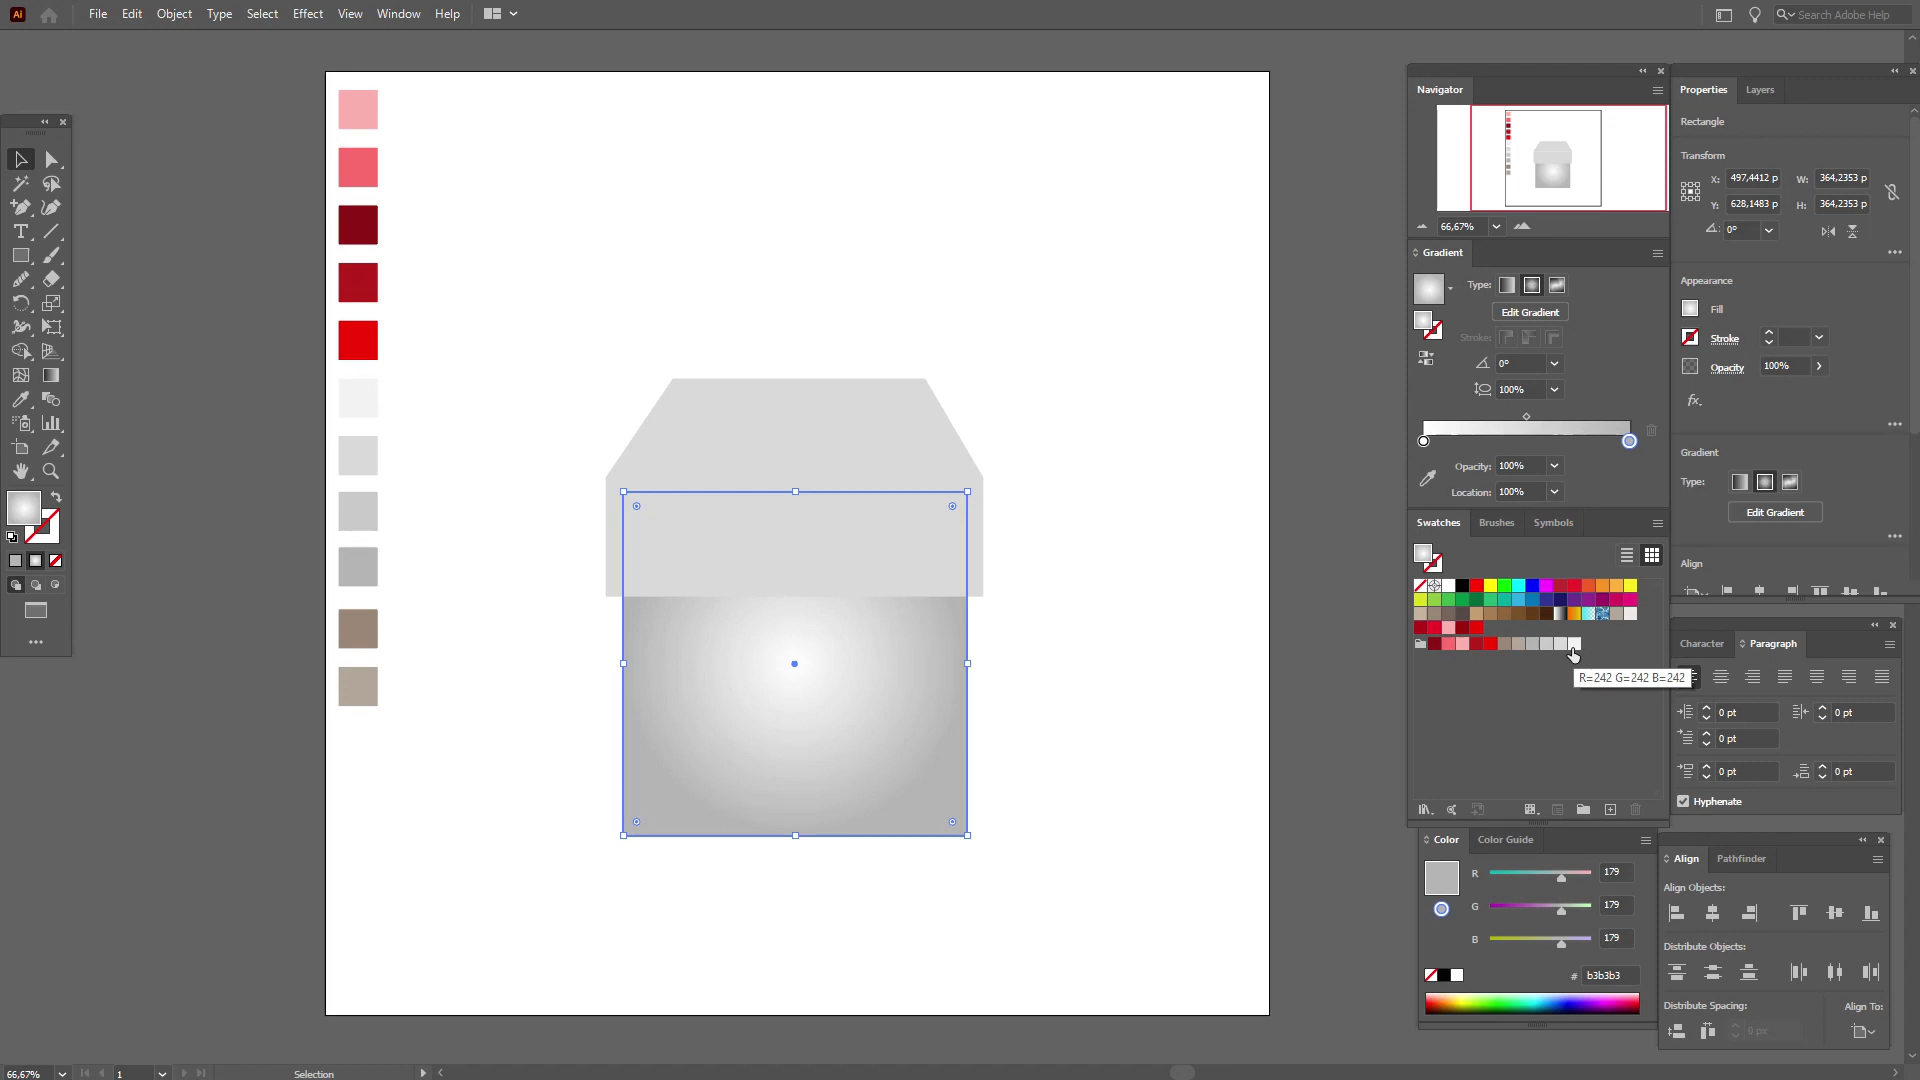 Ai File Edit Object Type Select Effect View Window Help Search Adobe Help
Navigator
66,67%
Gradient
Type:
Edit Gradient
Stroke:
0°
100%
Opacity: 100%
Location: 100%
Swatches Brushes Symbols
R=242 G=242 B=242
Color Color Guide
R 179
G 179
B 179
# b3b3b3
Properties Layers
Rectangle
Transform
X: 497,4412 p W: 364,2353 p
Y: 628,1483 p H: 364,2353 p
0°
Appearance
Fill
Stroke
Opacity 100%
fx.
Gradient
Type:
Edit Gradient
Align
Character Paragraph
0 pt 0 pt
0 pt
0 pt 0 pt
Hyphenate
Align Pathfinder
Align Objects:
Distribute Objects:
Distribute Spacing: Align To:
0 px
66,67% 1 Selection